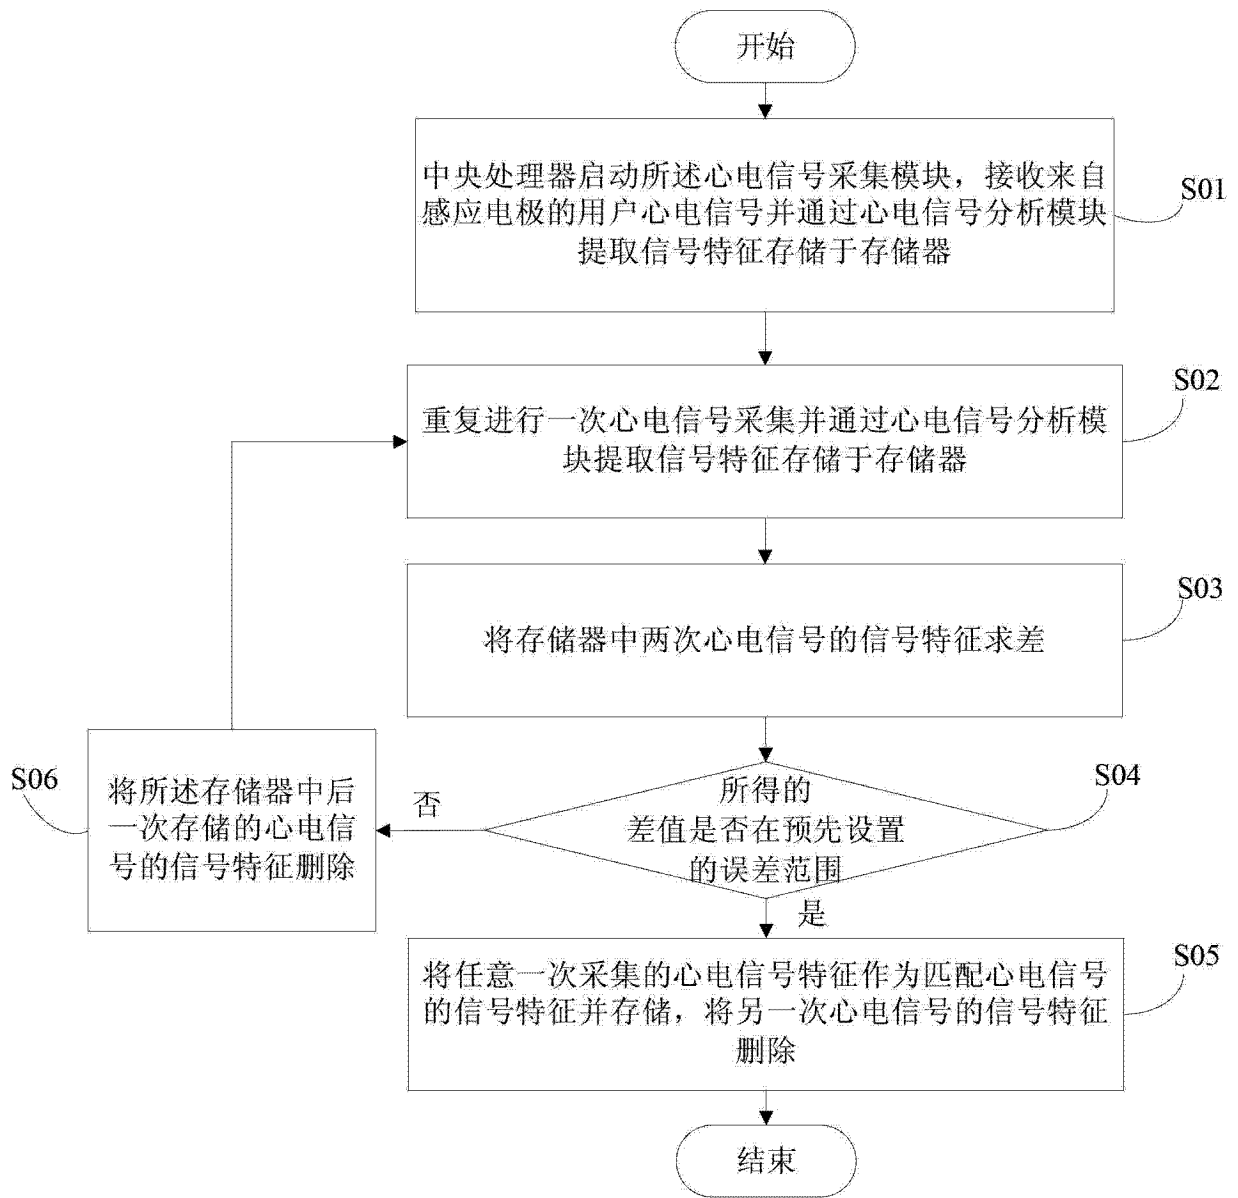 开始
中央处理器启动所述心电信号采集模块，接收来自
感应电极的用户心电信号并通过心电信号分析模块
提取信号特征存储于存储器
S01
重复进行一次心电信号采集并通过心电信号分析模
块提取信号特征存储于存储器
S02
将存储器中两次心电信号的信号特征求差
S03
所得的
差值是否在预先设置
的误差范围
S04
否
将所述存储器中后
一次存储的心电信
号的信号特征删除
S06
是
将任意一次采集的心电信号特征作为匹配心电信号
的信号特征并存储，将另一次心电信号的信号特征
删除
S05
结束